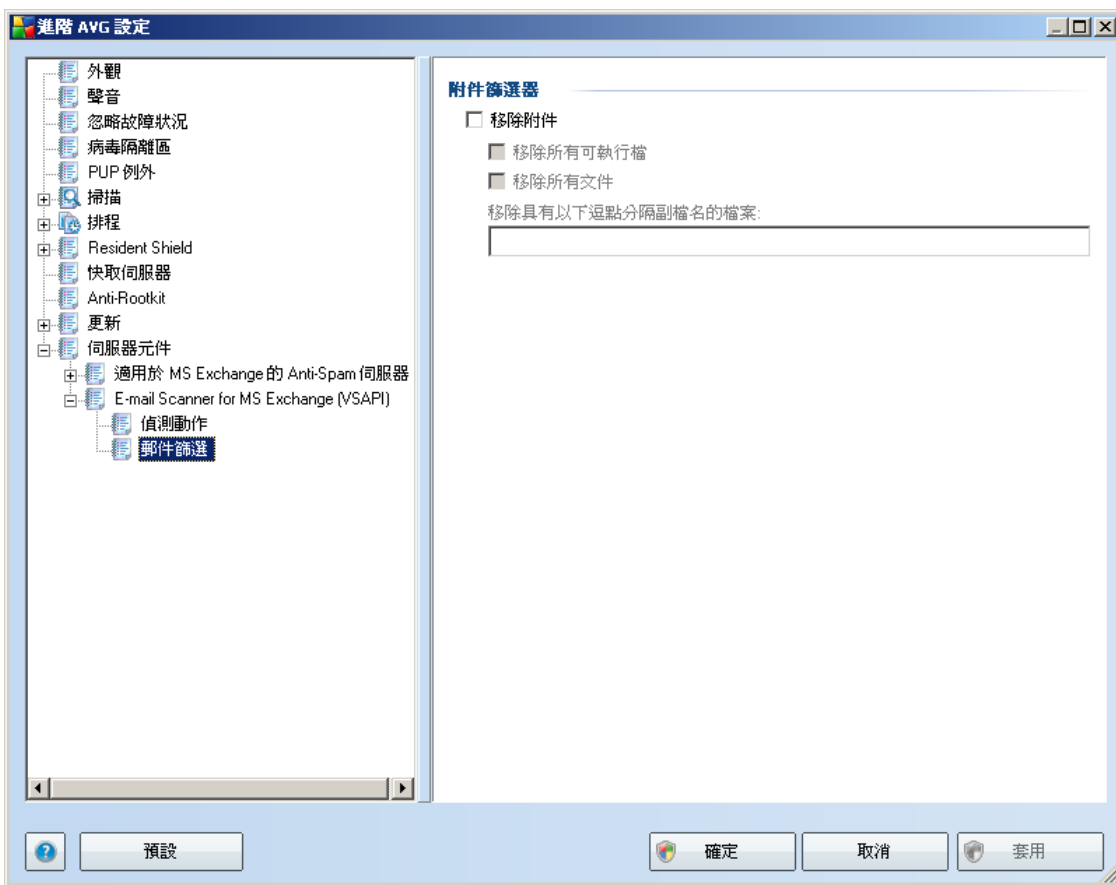 進階 AVG 設定
外觀
聲音
忽略故障狀況
病毒隔離區
PUP 例外
掃描
排程
Resident Shield
快取伺服器
Anti-Rootkit
更新
伺服器元件
適用於 MS Exchange 的 Anti-Spam 伺服器
E-mail Scanner for MS Exchange (VSAPI)
偵測動作
郵件篩選
附件篩選器
移除附件
移除所有可執行檔
移除所有文件
移除具有以下逗點分隔副檔名的檔案:
預設
確定
取消
套用